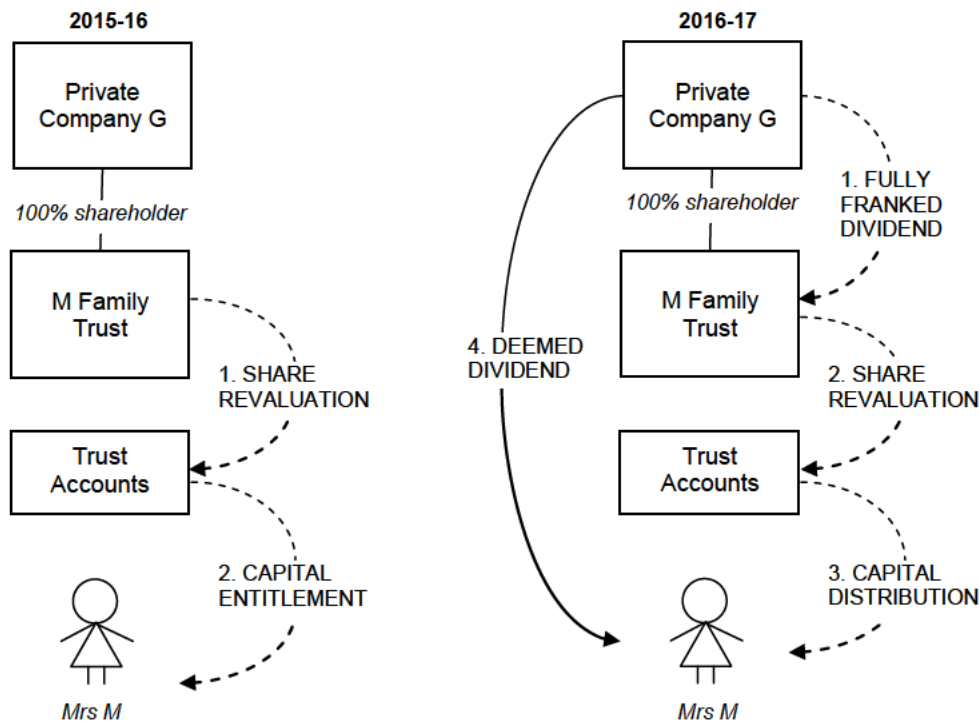 2015-16
Private
Company G
100% shareholder
M Family
Trust
1. SHARE
REVALUATION
Trust
Accounts
2. CAPITAL
ENTITLEMENT
Mrs M
2016-17
Private
Company G
1. FULLY
FRANKED
DIVIDEND
100% shareholder
M Family
Trust
4. DEEMED
DIVIDEND
2. SHARE
REVALUATION
Trust
Accounts
3. CAPITAL
DISTRIBUTION
Mrs M